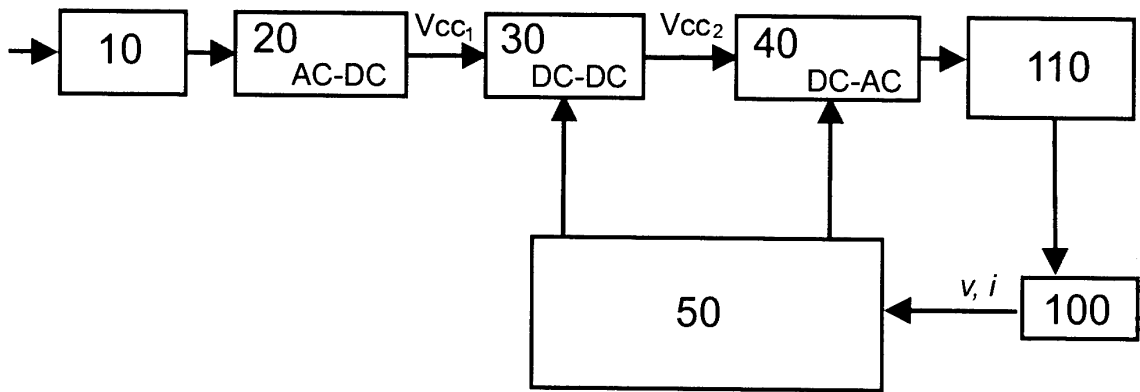 10
20
AC-DC
Vcc₁
30
DC-DC
Vcc₂
40
DC-AC
110
50
v, i
100